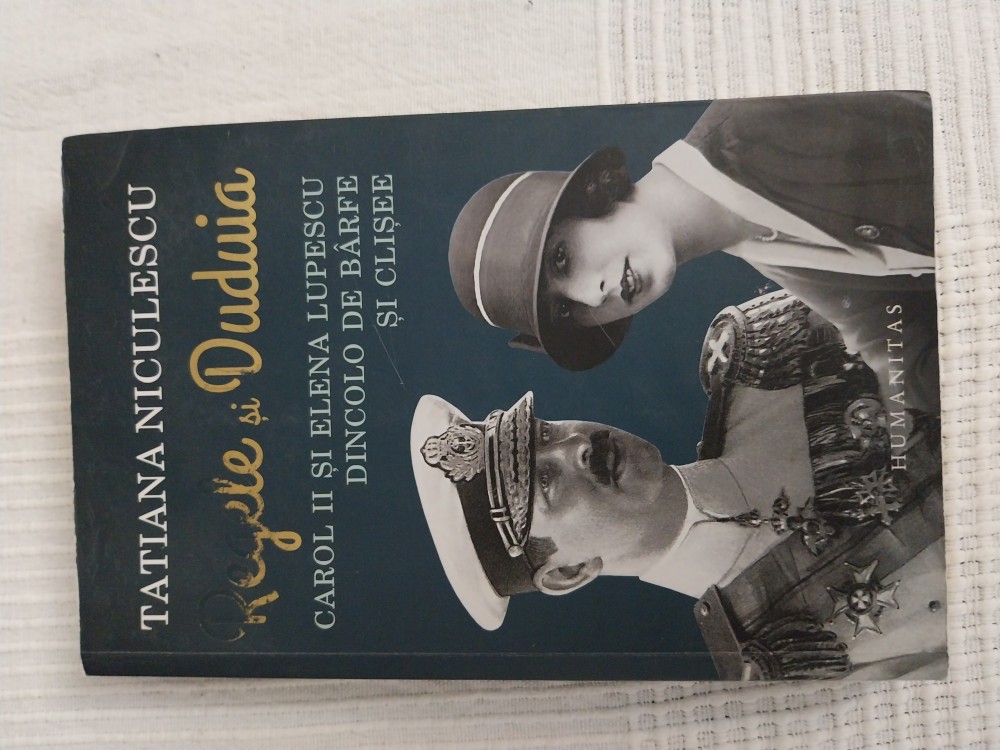 TATIANA NICULESCU
Regele și Duduia
CAROL II ȘI ELENA LUPESCU
DINCOLO DE BÂRFE
ȘI CLIȘEE
HUMANITAS